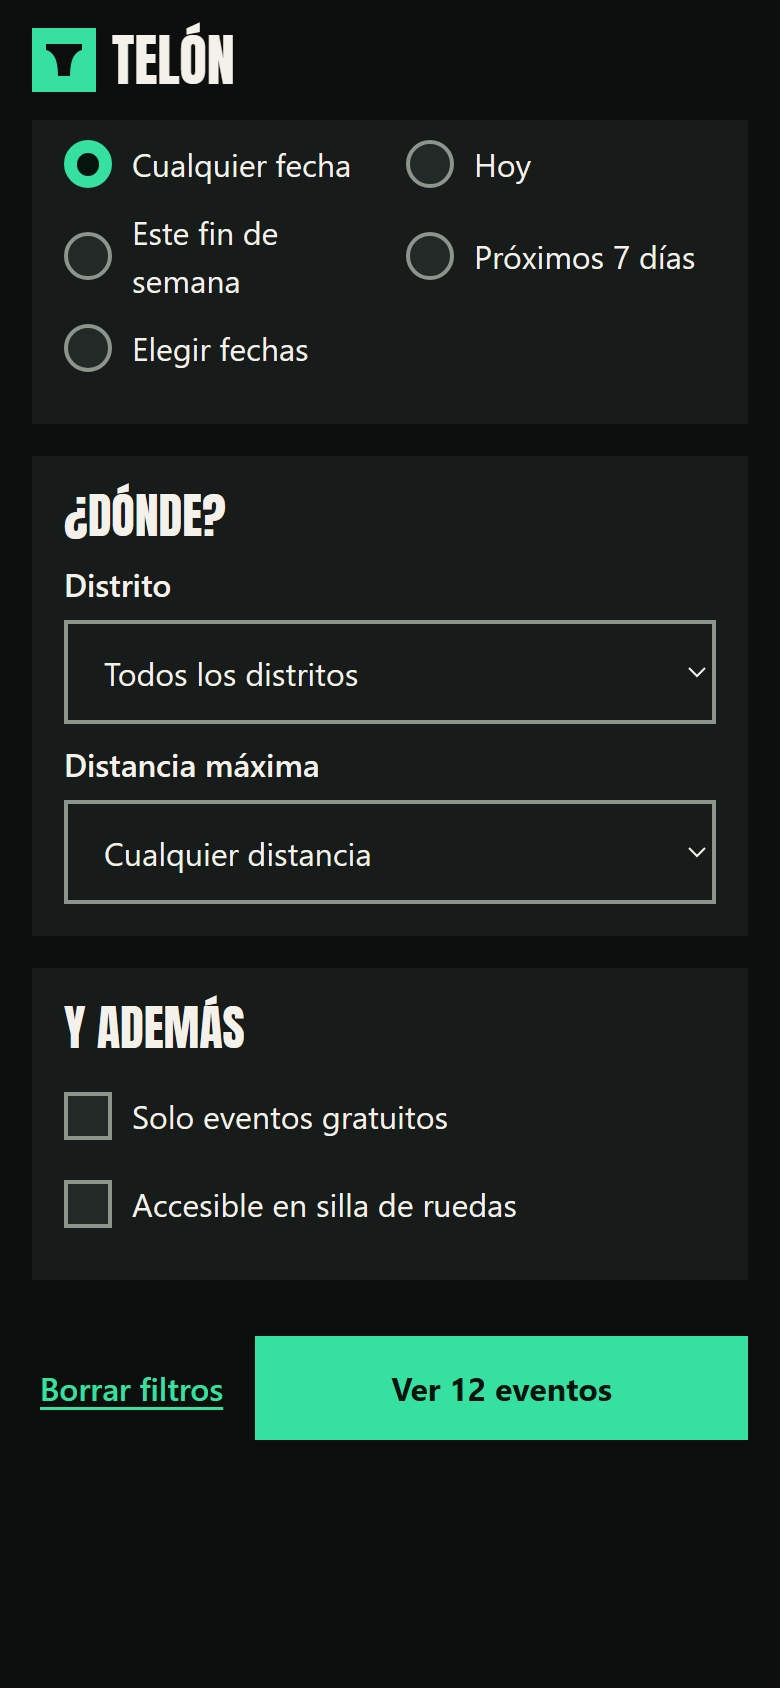 TELÓN
Cualquier fecha
Hoy
Este fin de
semana
Próximos 7 días
Elegir fechas
¿DÓNDE?
Distrito
Todos los distritos
Distancia máxima
Cualquier distancia
Y ADEMÁS
Solo eventos gratuitos
Accesible en silla de ruedas
Borrar filtros
Ver 12 eventos